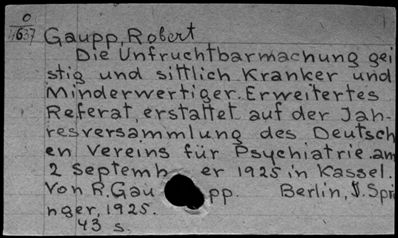 0
637
Gaupp, Robert
Die Unfruchtbarmachung gei
stig und sittlich Kranker und
Minderwertiger. Erweitertes
Referat, erstattet auf der Jah-
resversammlung des Deutsch
en Vereins für Psychiatrie am
2 Septemb er 1925 in Kassel.
Von R. Gau pp. Berlin, J. Spri
nger, 1925.
43 s.